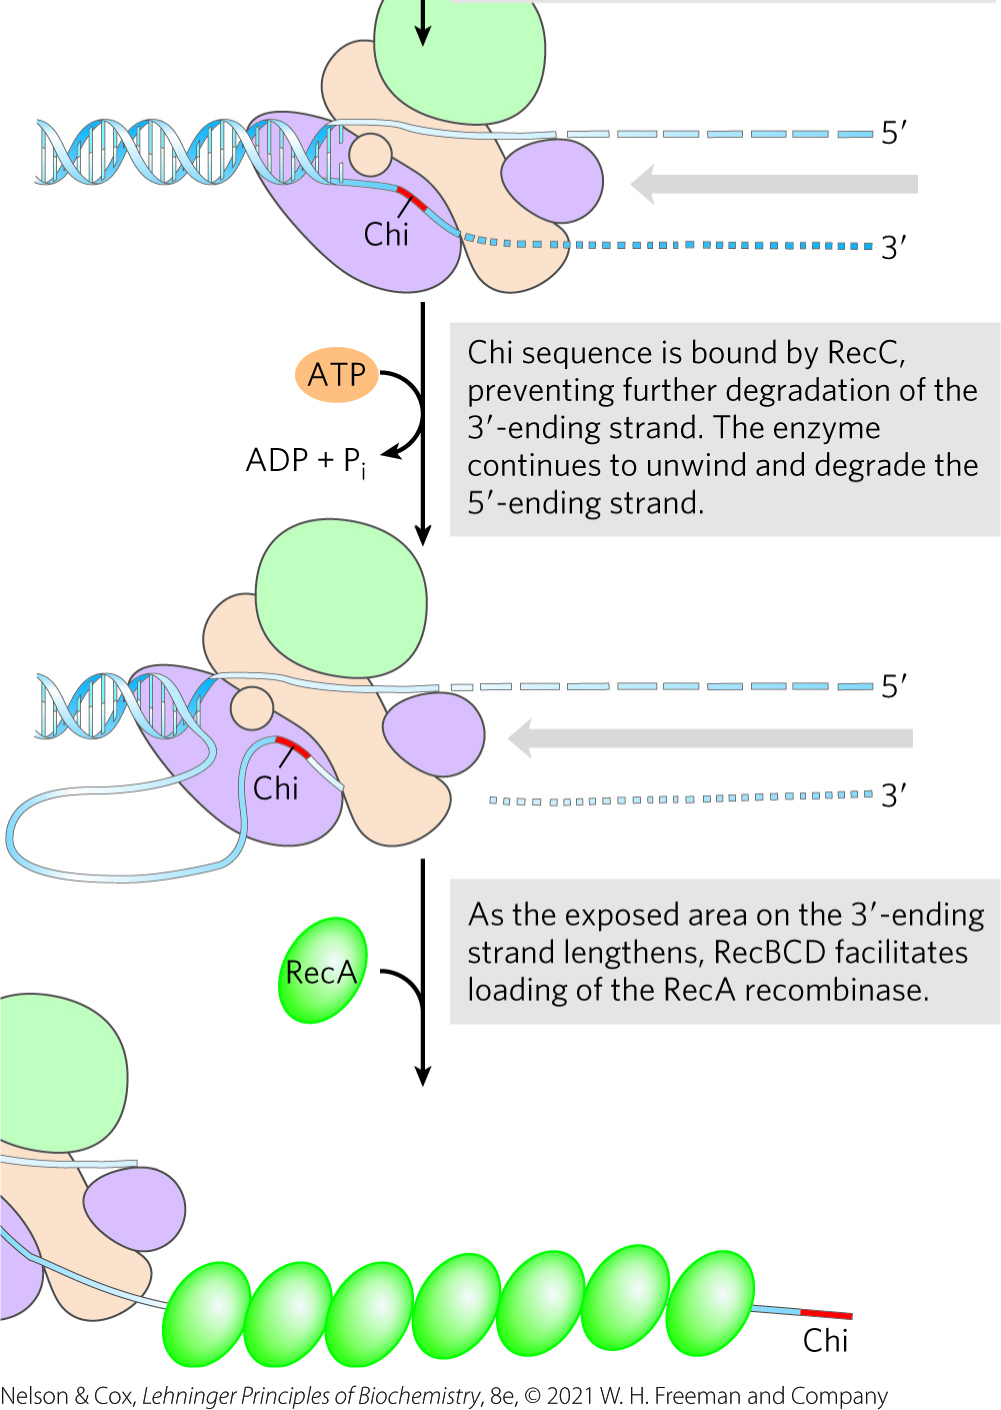 5′
Chi
3′
Chi sequence is bound by RecC,
preventing further degradation of the
3′-ending strand. The enzyme
continues to unwind and degrade the
5′-ending strand.
ATP
ADP + Pi
5′
Chi
3′
As the exposed area on the 3′-ending
strand lengthens, RecBCD facilitates
loading of the RecA recombinase.
RecA
Chi
Nelson & Cox, Lehninger Principles of Biochemistry, 8e, © 2021 W. H. Freeman and Company